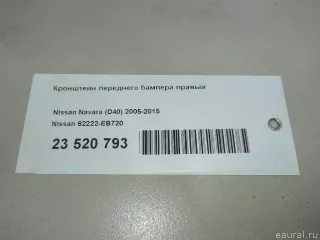 Кронштейн переднего бампера правый
Nissan Navara (D40) 2005-2015
Nissan 62222-EB720
23 520 793
eaural.ru